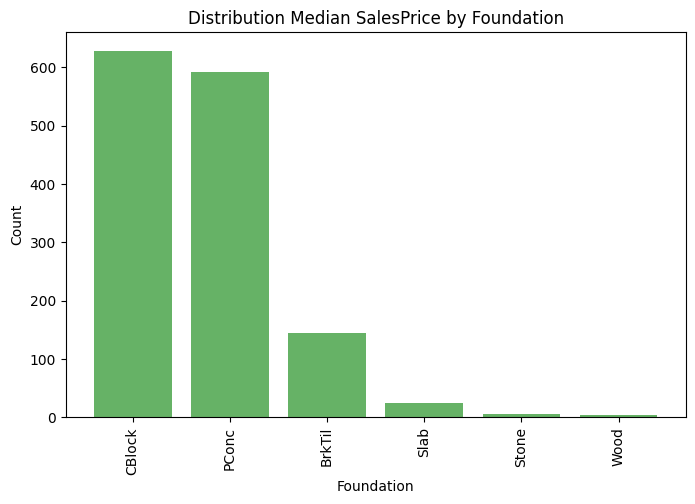 Distribution Median SalesPrice by Foundation
Count
600
500
400
300
200
100
0
CBlock
PConc
BrkTil
Slab
Stone
Wood
Foundation